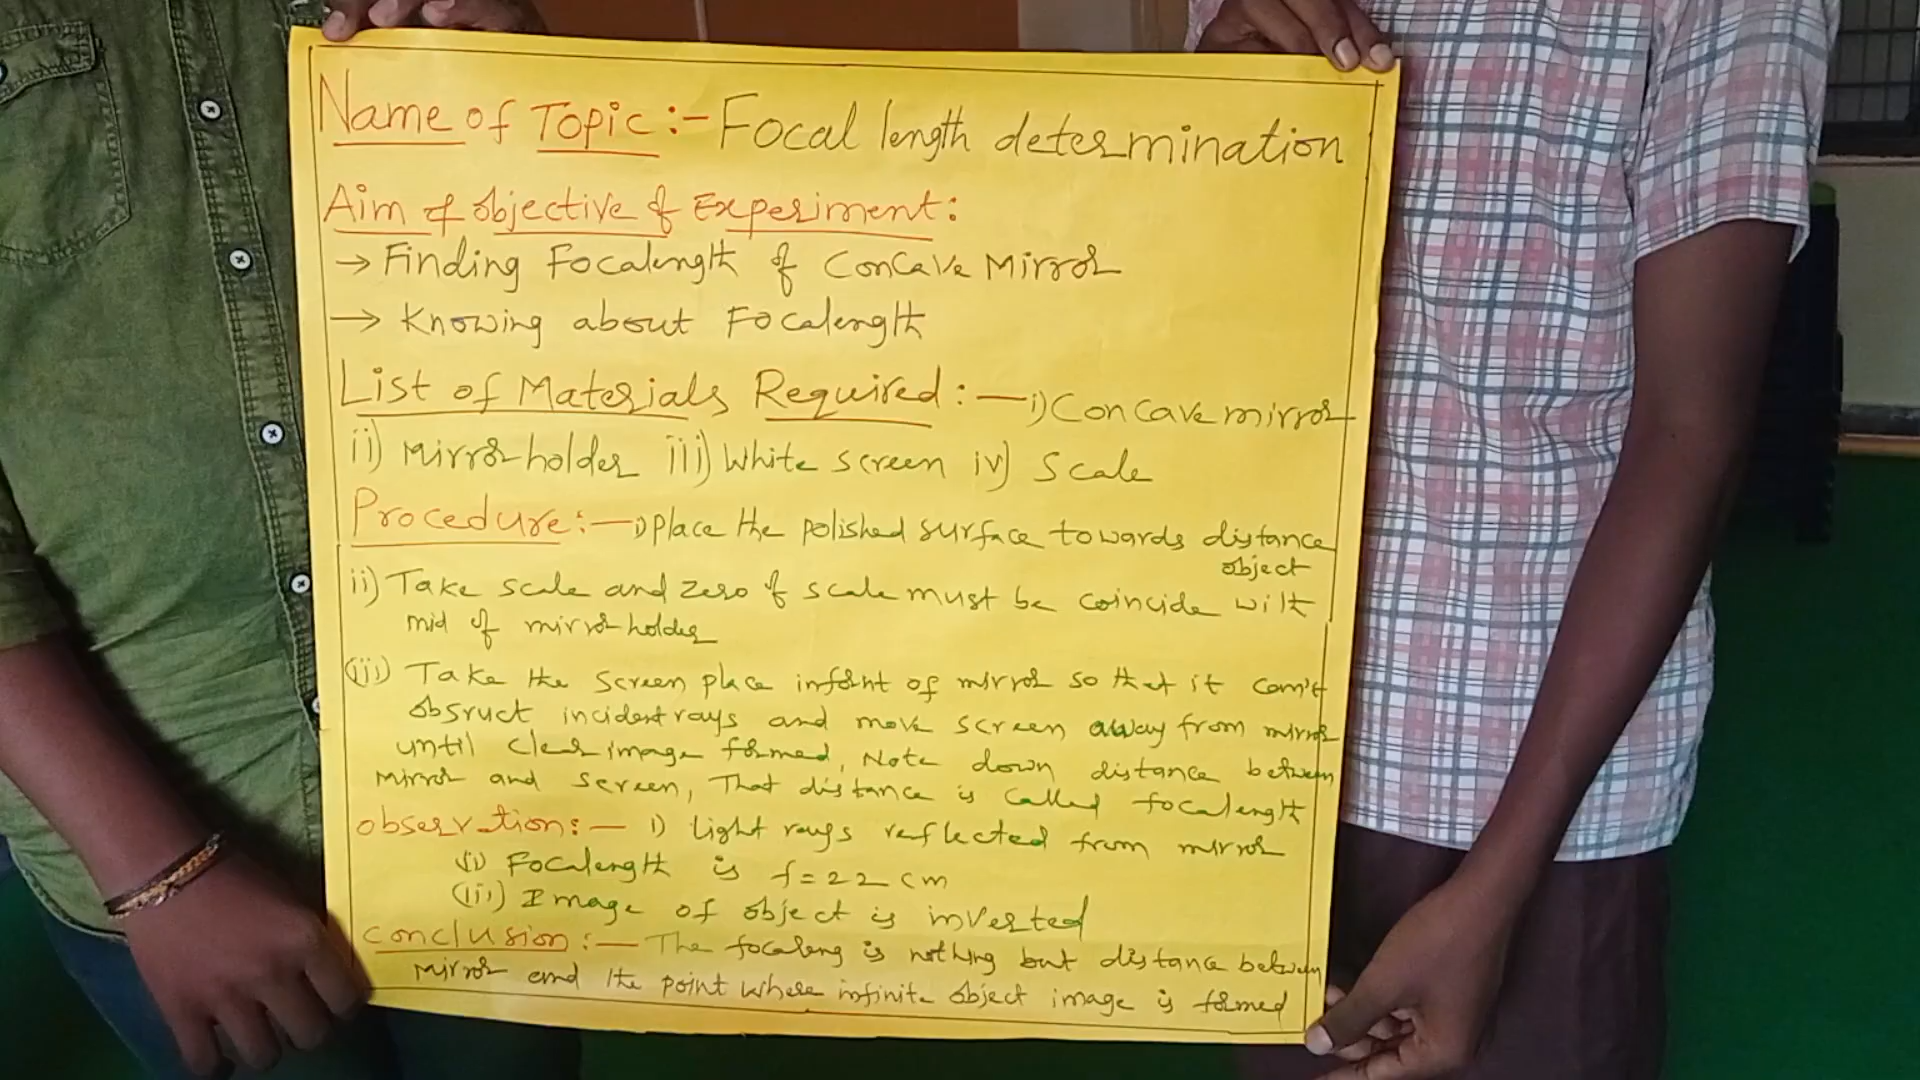 Name of Topic :- Focal length determination
Aim & objective of Experiment:
→ Finding Focalength of Concave Mirror
→ Knowing about Focalength
List of Materials Required :- i) Concave mirror
ii) Mirror holder iii) White screen iv) Scale
Procedure:- i) place the polished surface towards distance
object
ii) Take scale and zero of scale must be coincide wilt
mid of mirror holder
(iii) Take the screen place infornt of mirror so that it can't
obsruct incident rays and move screen away from mirror
until clear image formed, Note down distance between
mirror and screen, That distance is called focalength
observation:- i) light rays reflected from mirror
(ii) Focalength is f = 22 cm
(iii) Image of object is inverted
conclusion:- The focaleng is nothing but distance between
mirror and the point where infinite object image is formed